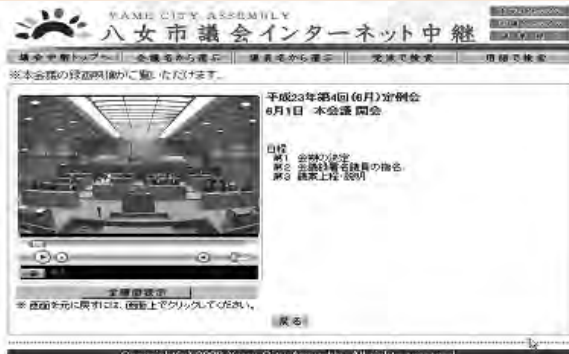 YAME CITY ASSEMBLY
八女市議会インターネット中継
議会中継トップへ
会議名から選ぶ
議員名から選ぶ
言葉で検索
用語で検索
※本会議の録画映像がご覧いただけます。
平成23年第4回(6月)定例会
6月1日 本会議 開会
日程
第1 会期の決定
第2 会議録署名議員の指名
第3 議案上程・説明
全画面表示
※ 画面を元に戻すには、画面上でクリックしてください。
戻る